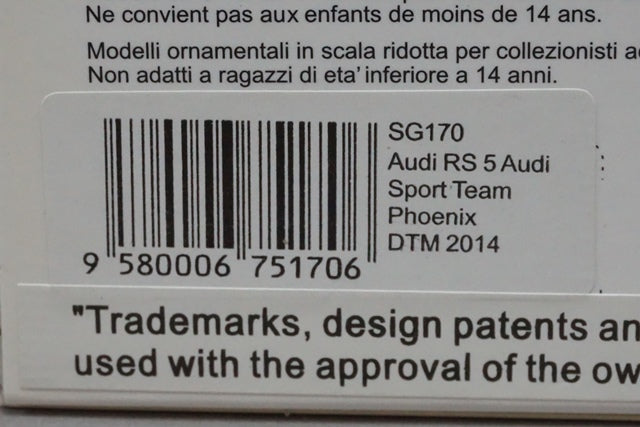 Ne convient pas aux enfants de moins de 14 ans.
Modelli ornamentali in scala ridotta per collezionisti
Non adatti a ragazzi di eta' inferiore a 14 anni.
SG170
Audi RS 5 Audi
Sport Team
Phoenix
DTM 2014
9 580006 751706
"Trademarks, design patents
used with the approval of the